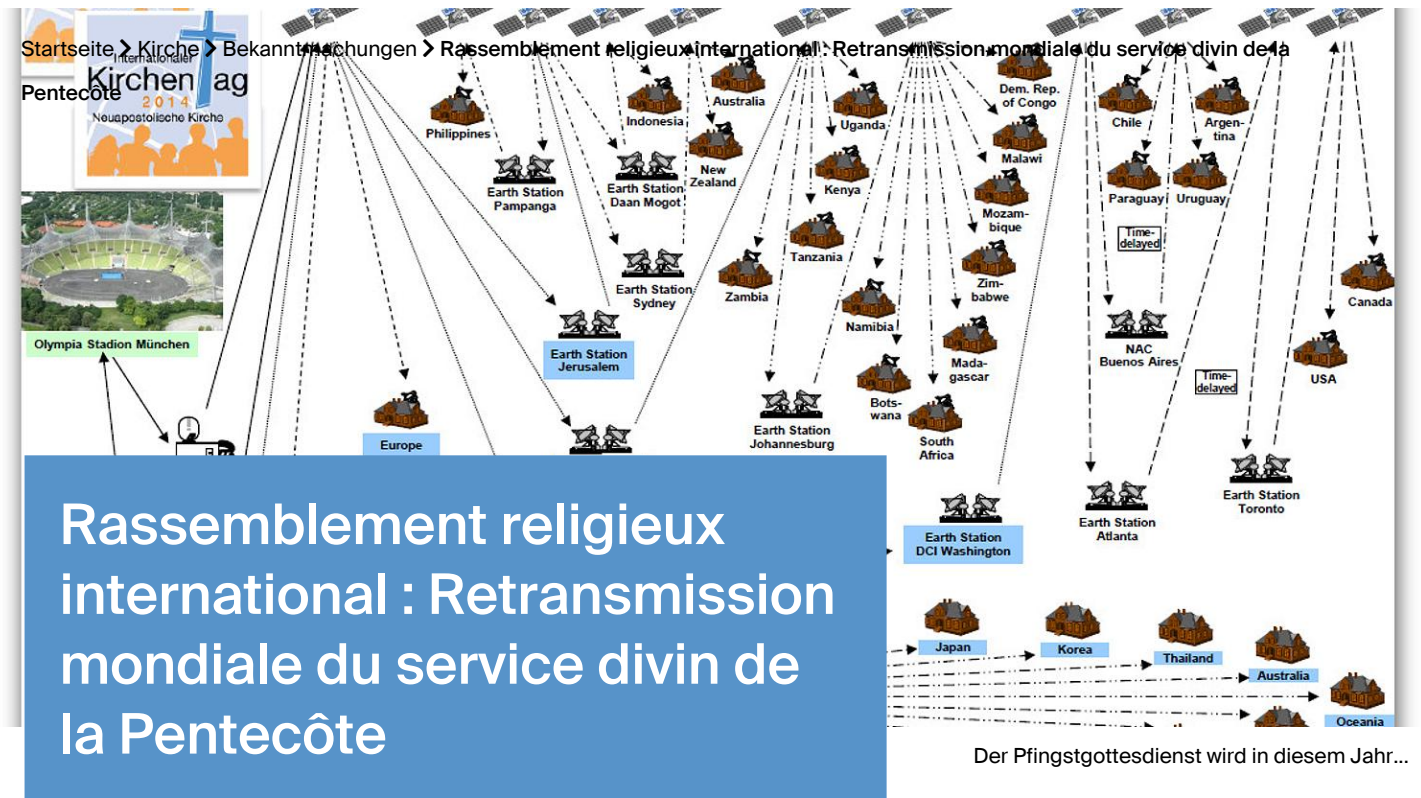 Startseite > Kirche > Bekanntmachungen > Rassemblement religieux international : Retransmission mondiale du service divin de la
Pentecôte
Internationaler
Kirchentag
2014
Neuapostolische Kirche
Olympia Stadion München
Philippines
Earth Station
Pampanga
Indonesia
Earth Station
Daan Mogot
Australia
New
Zealand
Earth Station
Sydney
Earth Station
Jerusalem
Europe
Uganda
Kenya
Tanzania
Zambia
Earth Station
Johannesburg
Dem. Rep.
of Congo
Malawi
Mozam-
bique
Zim-
babwe
Namibia
Mada-
gascar
Bots-
wana
South
Africa
Chile
Argen-
tina
Paraguay
Uruguay
Time-
delayed
NAC
Buenos Aires
Time-
delayed
Canada
USA
Earth Station
Toronto
Earth Station
Atlanta
Earth Station
DCI Washington
Japan
Korea
Thailand
Australia
Oceania
Rassemblement religieux
international : Retransmission
mondiale du service divin de
la Pentecôte
Der Pfingstgottesdienst wird in diesem Jahr...